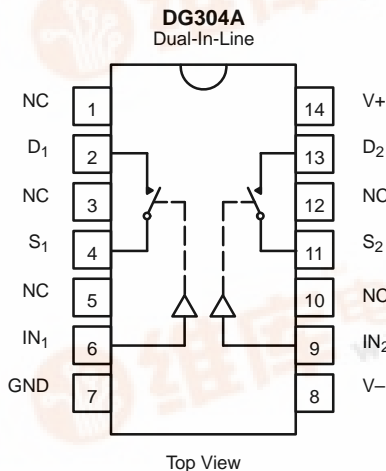 DG304A
Dual-In-Line
NC 1
D1 2
NC 3
S1 4
NC 5
IN1 6
GND 7
14 V+
13 D2
12 NC
11 S2
10 NC
9 IN2
8 V–
Top View